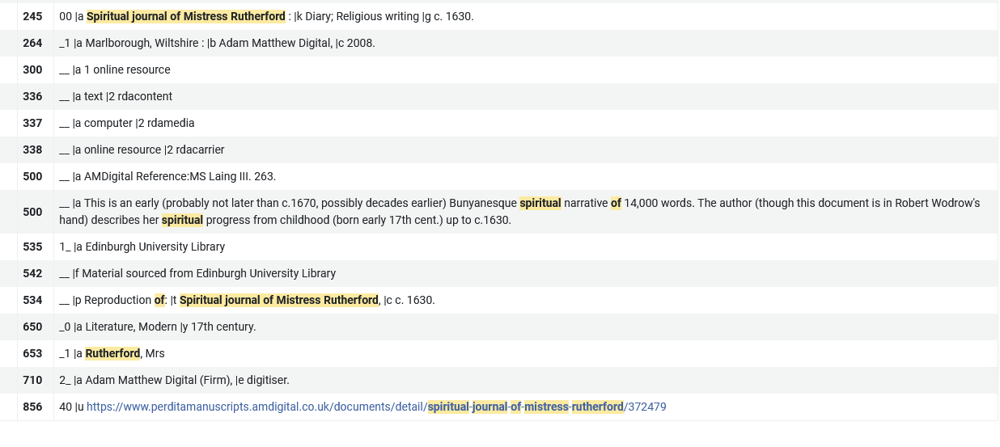 245 00 |a Spiritual journal of Mistress Rutherford : |k Diary; Religious writing |g c. 1630.
264 _1 |a Marlborough, Wiltshire : |b Adam Matthew Digital, |c 2008.
300 __ |a 1 online resource
336 __ |a text |2 rdacontent
337 __ |a computer |2 rdamedia
338 __ |a online resource |2 rdacarrier
500 __ |a AMDigital Reference:MS Laing III. 263.
500 __ |a This is an early (probably not later than c.1670, possibly decades earlier) Bunyanesque spiritual narrative of 14,000 words. The author (though this document is in Robert Wodrow's
hand) describes her spiritual progress from childhood (born early 17th cent.) up to c.1630.
535 1_ |a Edinburgh University Library
542 __ |f Material sourced from Edinburgh University Library
534 __ |p Reproduction of: |t Spiritual journal of Mistress Rutherford, |c c. 1630.
650 _0 |a Literature, Modern |y 17th century.
653 _1 |a Rutherford, Mrs
710 2_ |a Adam Matthew Digital (Firm), |e digitiser.
856 40 |u https://www.perditamanuscripts.amdigital.co.uk/documents/detail/spiritual-journal-of-mistress-rutherford/372479